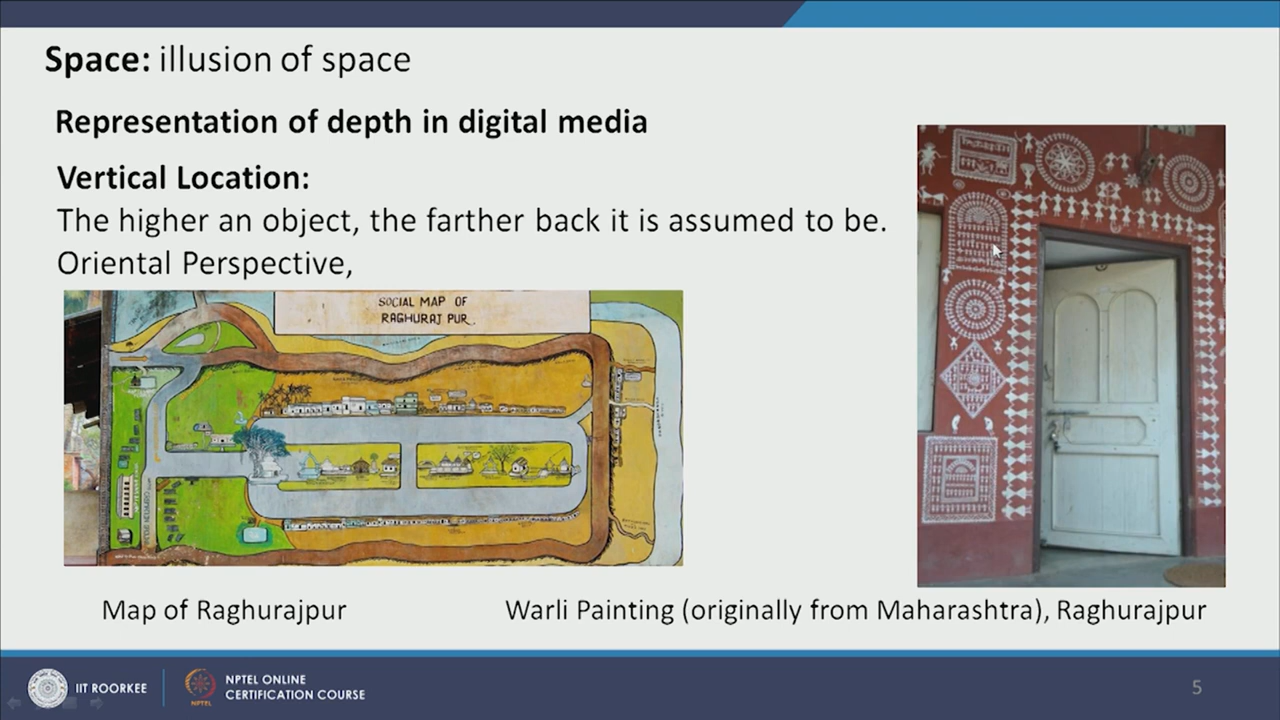 Space: illusion of space
Representation of depth in digital media
Vertical Location:
The higher an object, the farther back it is assumed to be.
Oriental Perspective,
SOCIAL MAP OF
RAGHURAJ PUR.
Map of Raghurajpur
Warli Painting (originally from Maharashtra), Raghurajpur
IIT ROORKEE
NPTEL
NPTEL ONLINE
CERTIFICATION COURSE
5